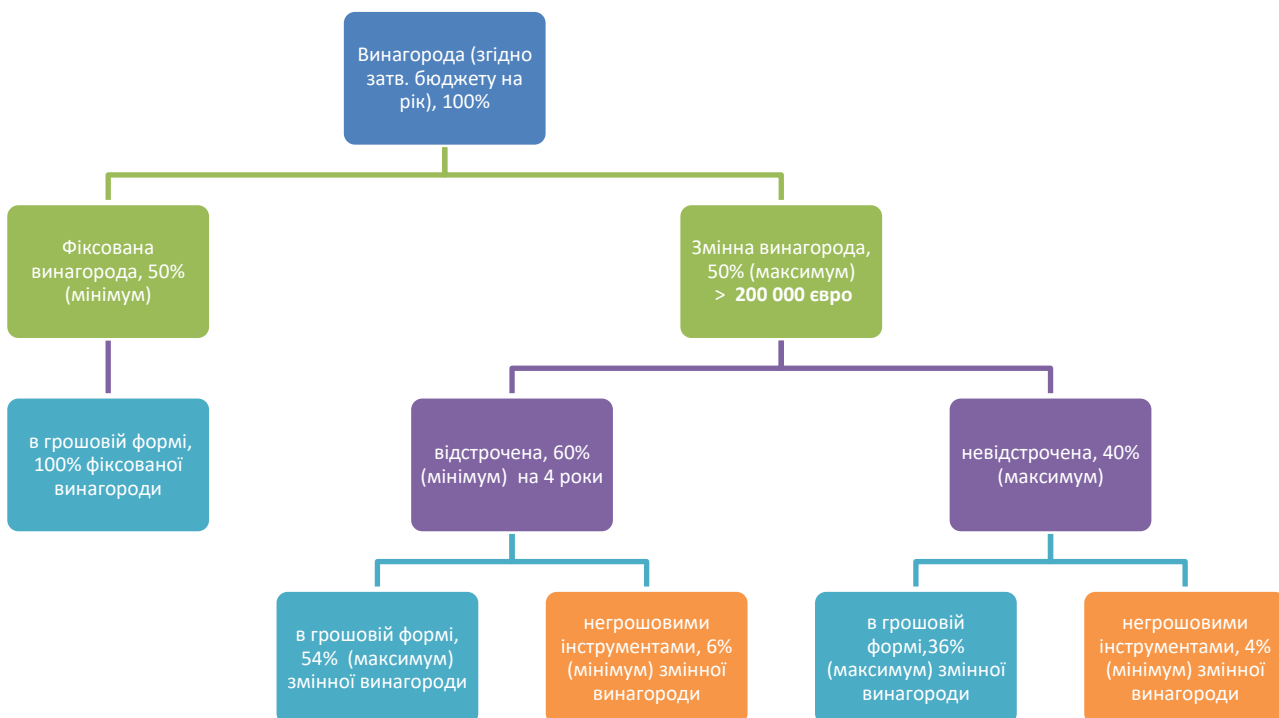 Винагорода (згідно
затв. бюджету на
рік), 100%
Фіксована
винагорода, 50%
(мінімум)
Змінна винагорода,
50% (максимум)
> 200 000 євро
в грошовій формі,
100% фіксованої
винагороди
відстрочена, 60%
(мінімум) на 4 роки
невідстрочена, 40%
(максимум)
в грошовій формі,
54% (максимум)
змінної винагороди
негрошовими
інструментами, 6%
(мінімум) змінної
винагороди
в грошовій
формі,36%
(максимум) змінної
винагороди
негрошовими
інструментами, 4%
(мінімум) змінної
винагороди